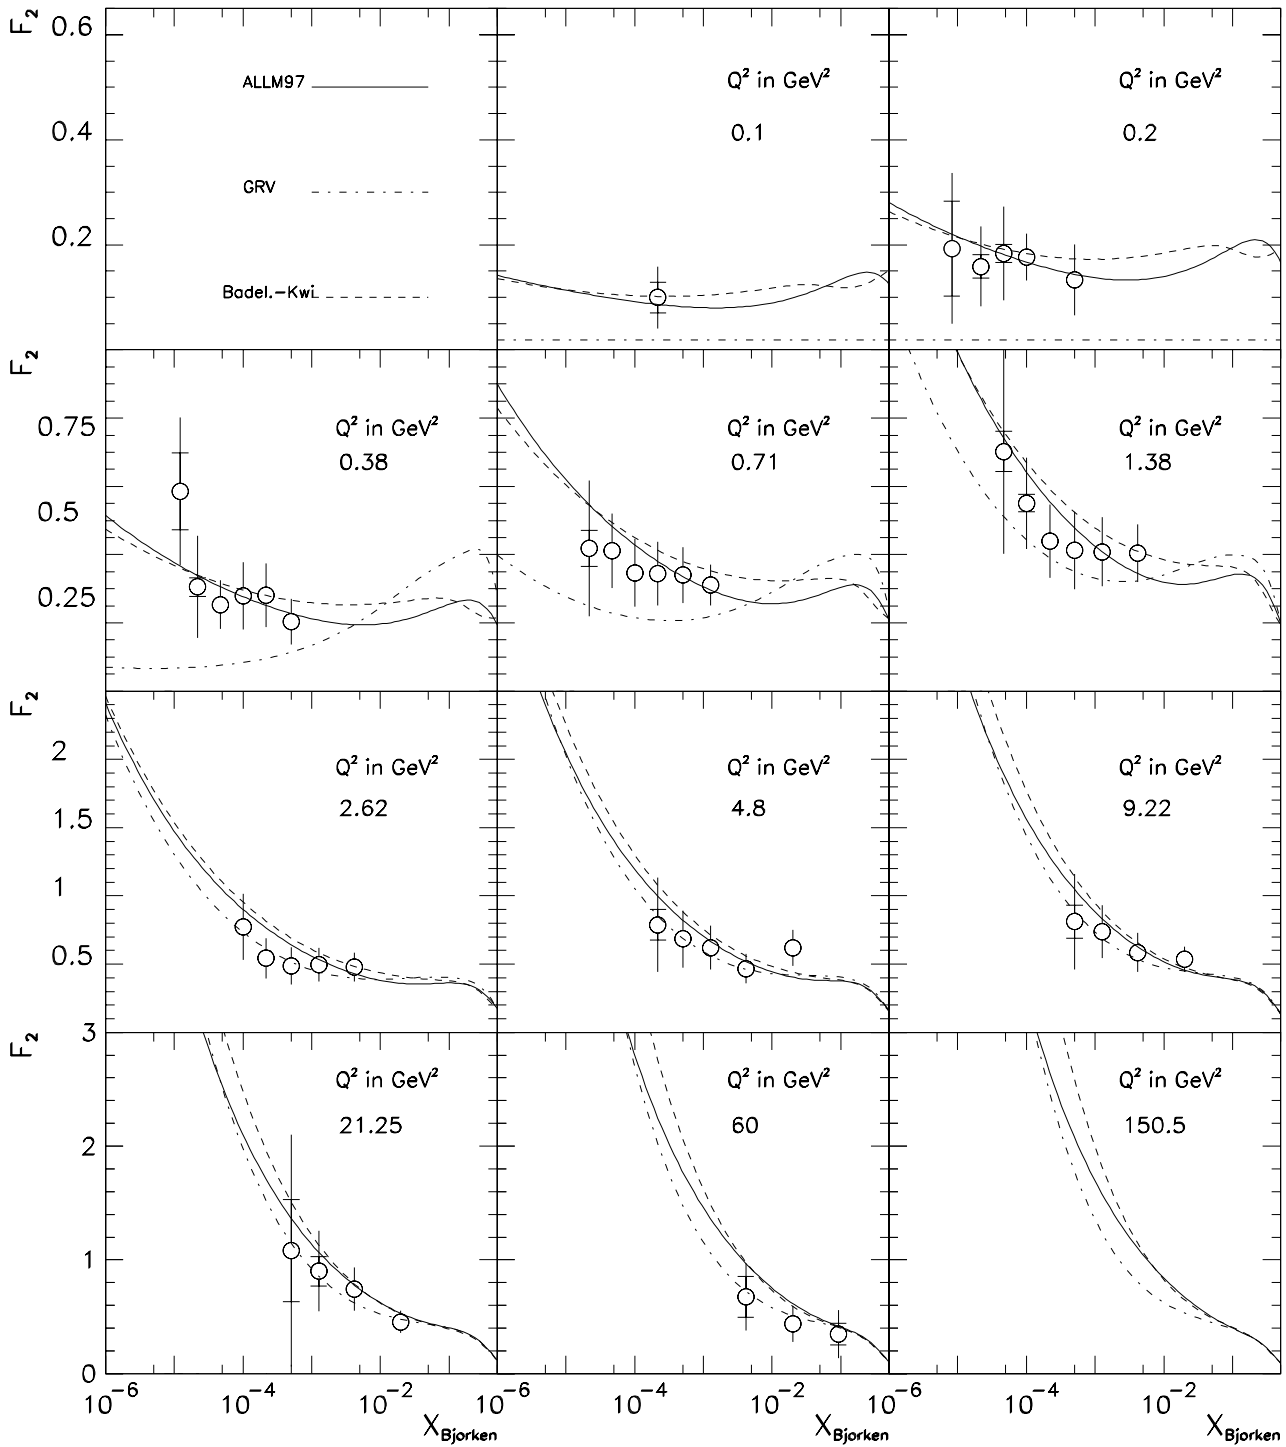 F₂
0.6
0.4
0.2
ALLM97
GRV
Badel.-Kwi
Q² in GeV²
0.1
Q² in GeV²
0.2
F₂
0.75
0.5
0.25
Q² in GeV²
0.38
Q² in GeV²
0.71
Q² in GeV²
1.38
F₂
2
1.5
1
0.5
Q² in GeV²
2.62
Q² in GeV²
4.8
Q² in GeV²
9.22
F₂
3
2
1
0
Q² in GeV²
21.25
Q² in GeV²
60
Q² in GeV²
150.5
10⁻⁶ 10⁻⁴ 10⁻² 10⁻⁶ 10⁻⁴ 10⁻² 10⁻⁶ 10⁻⁴ 10⁻²
X Bjørken X Bjørken X Bjørken